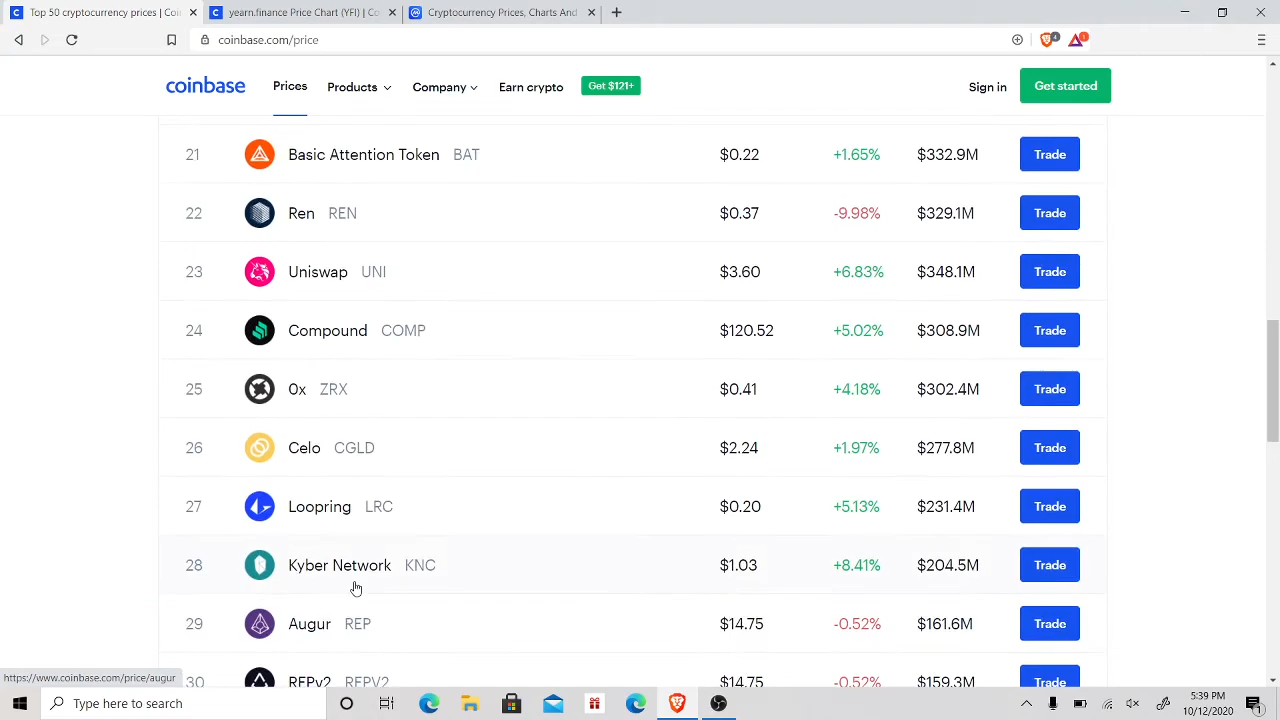 Top 50 cryptocurrency prices | Coin
yearn.finance Price Chart (YFI) | Co
Cryptocurrency Prices, Charts And
coinbase.com/price
4
1
coinbase
Prices
Products
Company
Earn crypto
Get $121+
Sign in
Get started
21 Basic Attention Token BAT $0.22 +1.65% $332.9M Trade
22 Ren REN $0.37 -9.98% $329.1M Trade
23 Uniswap UNI $3.60 +6.83% $348.1M Trade
24 Compound COMP $120.52 +5.02% $308.9M Trade
25 0x ZRX $0.41 +4.18% $302.4M Trade
26 Celo CGLD $2.24 +1.97% $277.8M Trade
27 Loopring LRC $0.20 +5.13% $231.4M Trade
28 Kyber Network KNC $1.03 +8.41% $204.5M Trade
29 Augur REP $14.75 -0.52% $161.6M Trade
30 REPv2 REPV2 $14.75 -0.52% $159.3M Trade
https://www.coinbase.com/price/augur
Type here to search
5:39 PM
10/12/2020
1